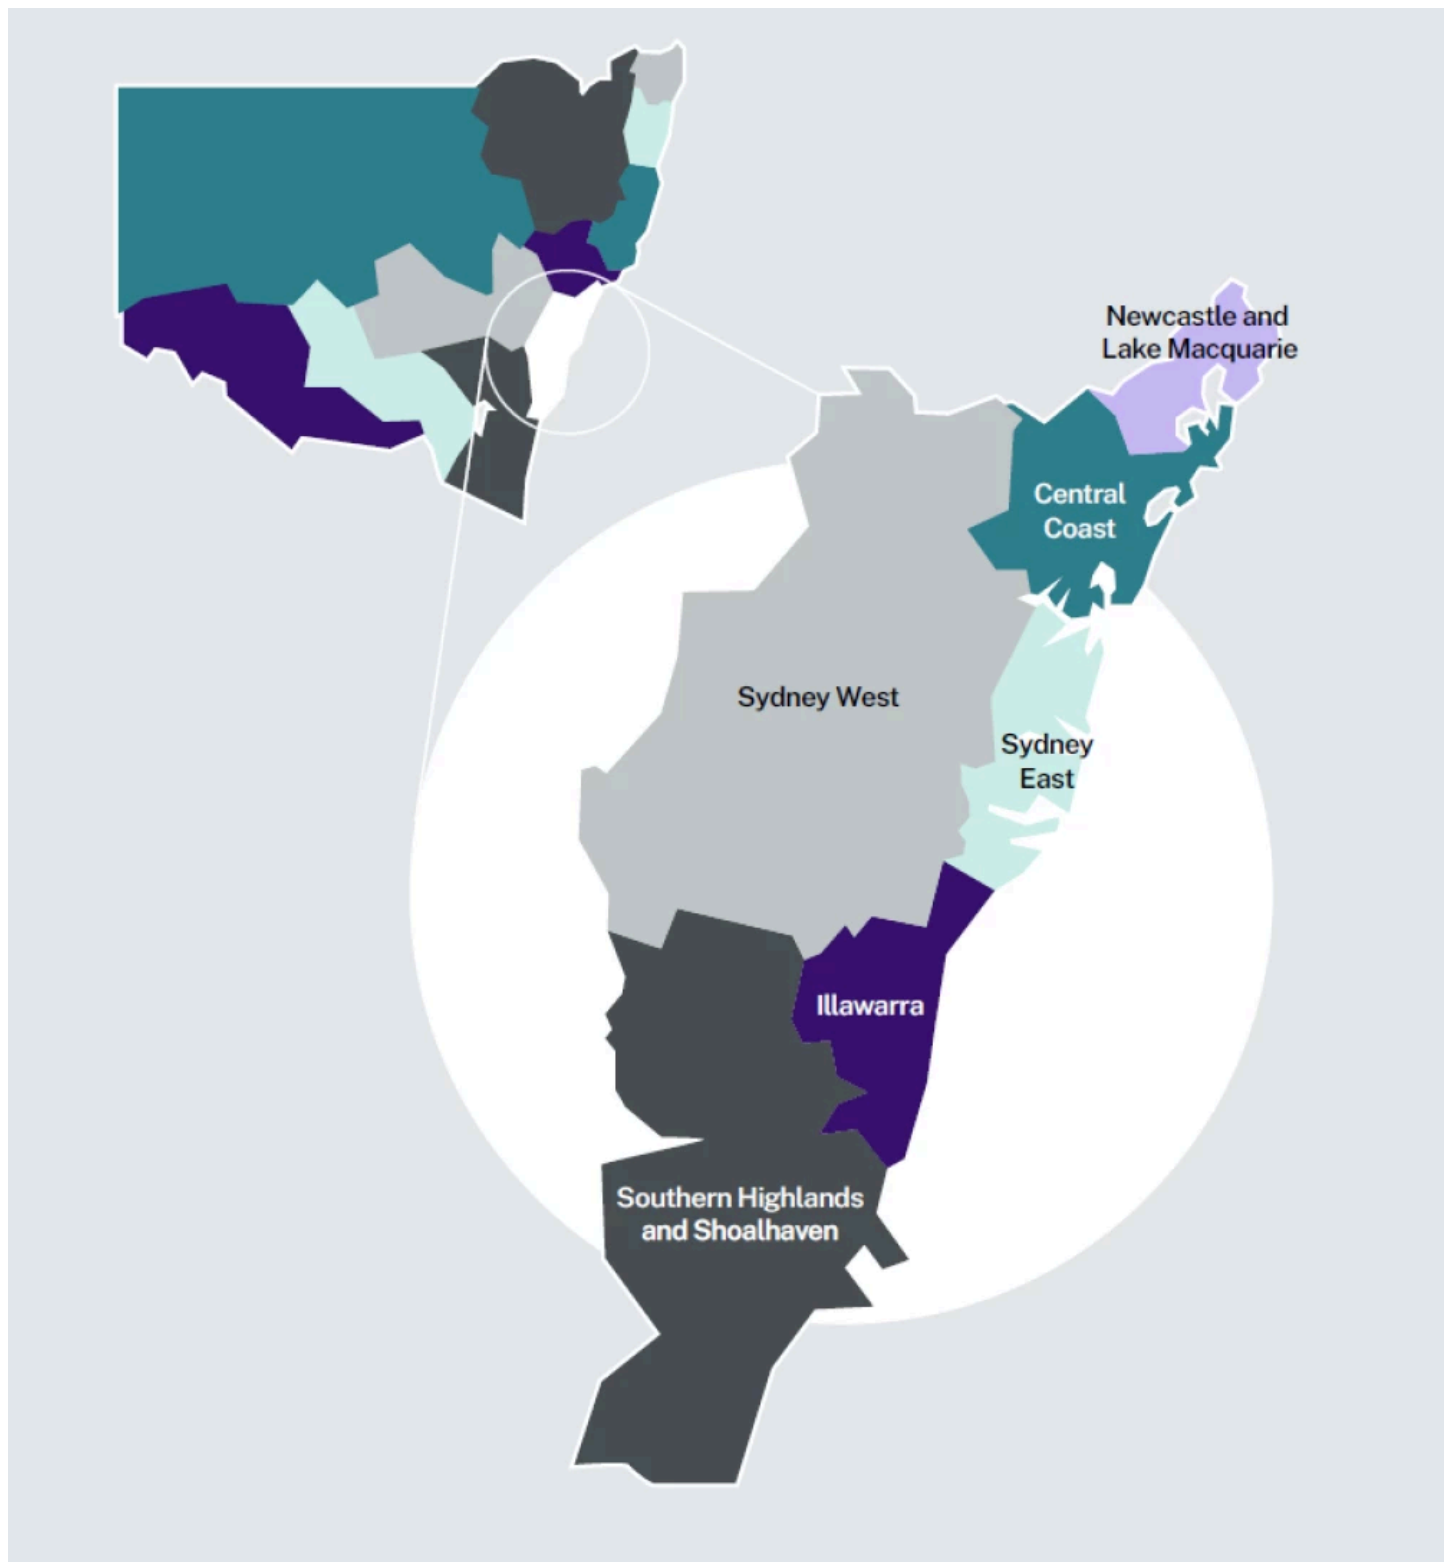 Newcastle and
Lake Macquarie
Central
Coast
Sydney West
Sydney
East
Illawarra
Southern Highlands
and Shoalhaven